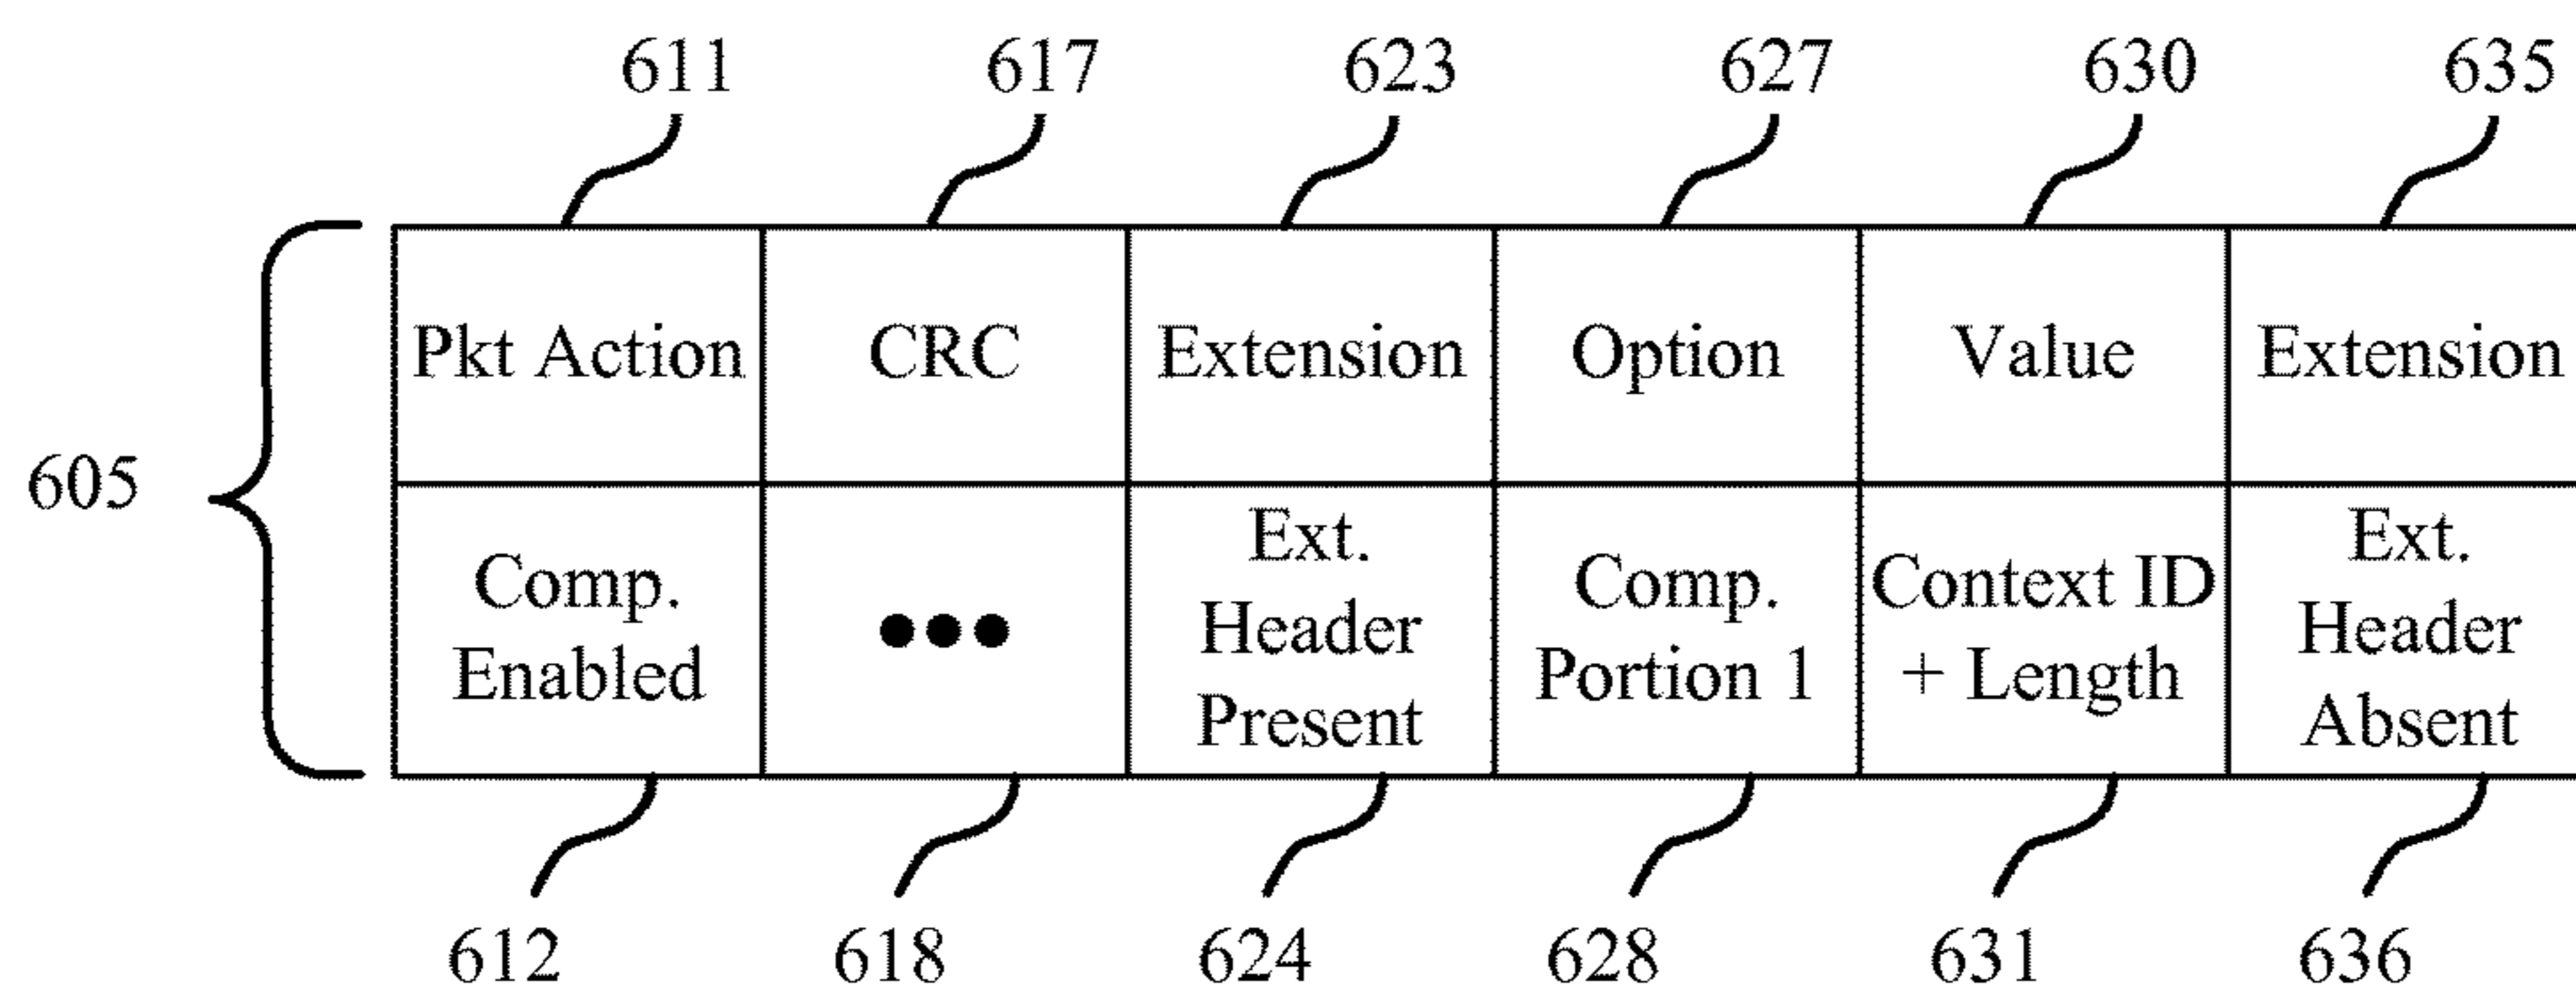 611 617 623 627 630 635
Pkt Action CRC Extension Option Value Extension
605
Comp. Enabled ●●● Ext. Header Present Comp. Portion 1 Context ID + Length Ext. Header Absent
612 618 624 628 631 636